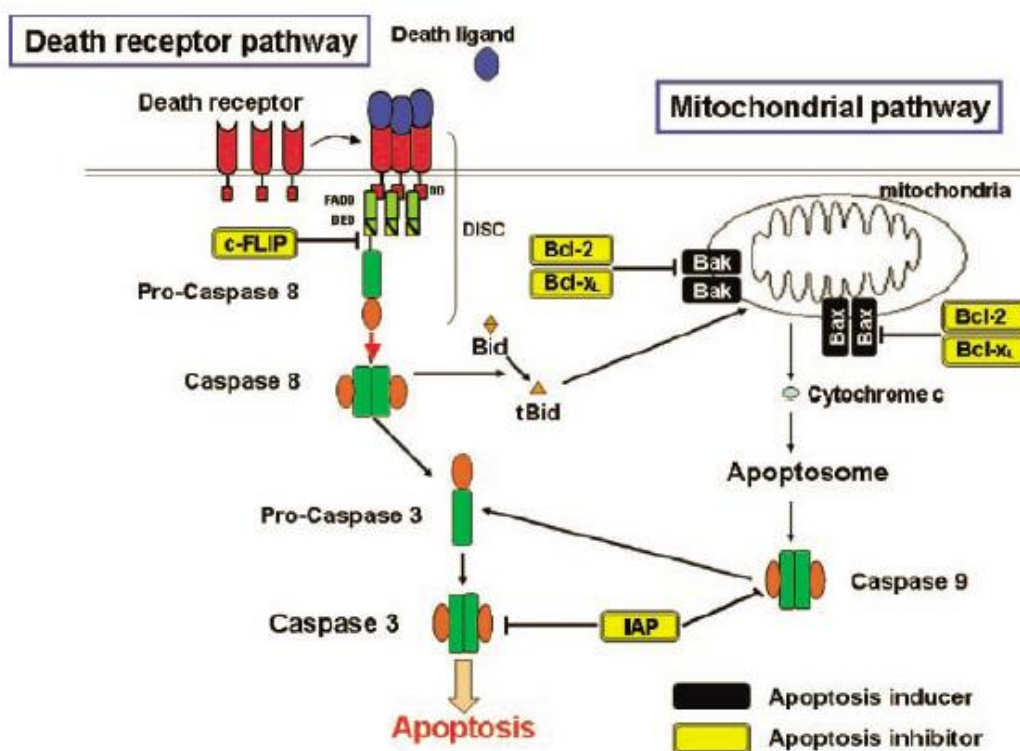 Death receptor pathway
Death ligand
Death receptor
Mitochondrial pathway
mitochondria
FADD
DD
DED
DISC
c-FLIP
Bcl-2
Bcl-xL
Bak
Bak
Pro-Caspase 8
Bax
Bax
Bcl-2
Bcl-xL
Bid
Caspase 8
tBid
Cytochrome c
Apoptosome
Pro-Caspase 3
Caspase 9
Caspase 3
IAP
Apoptosis
Apoptosis inducer
Apoptosis inhibitor